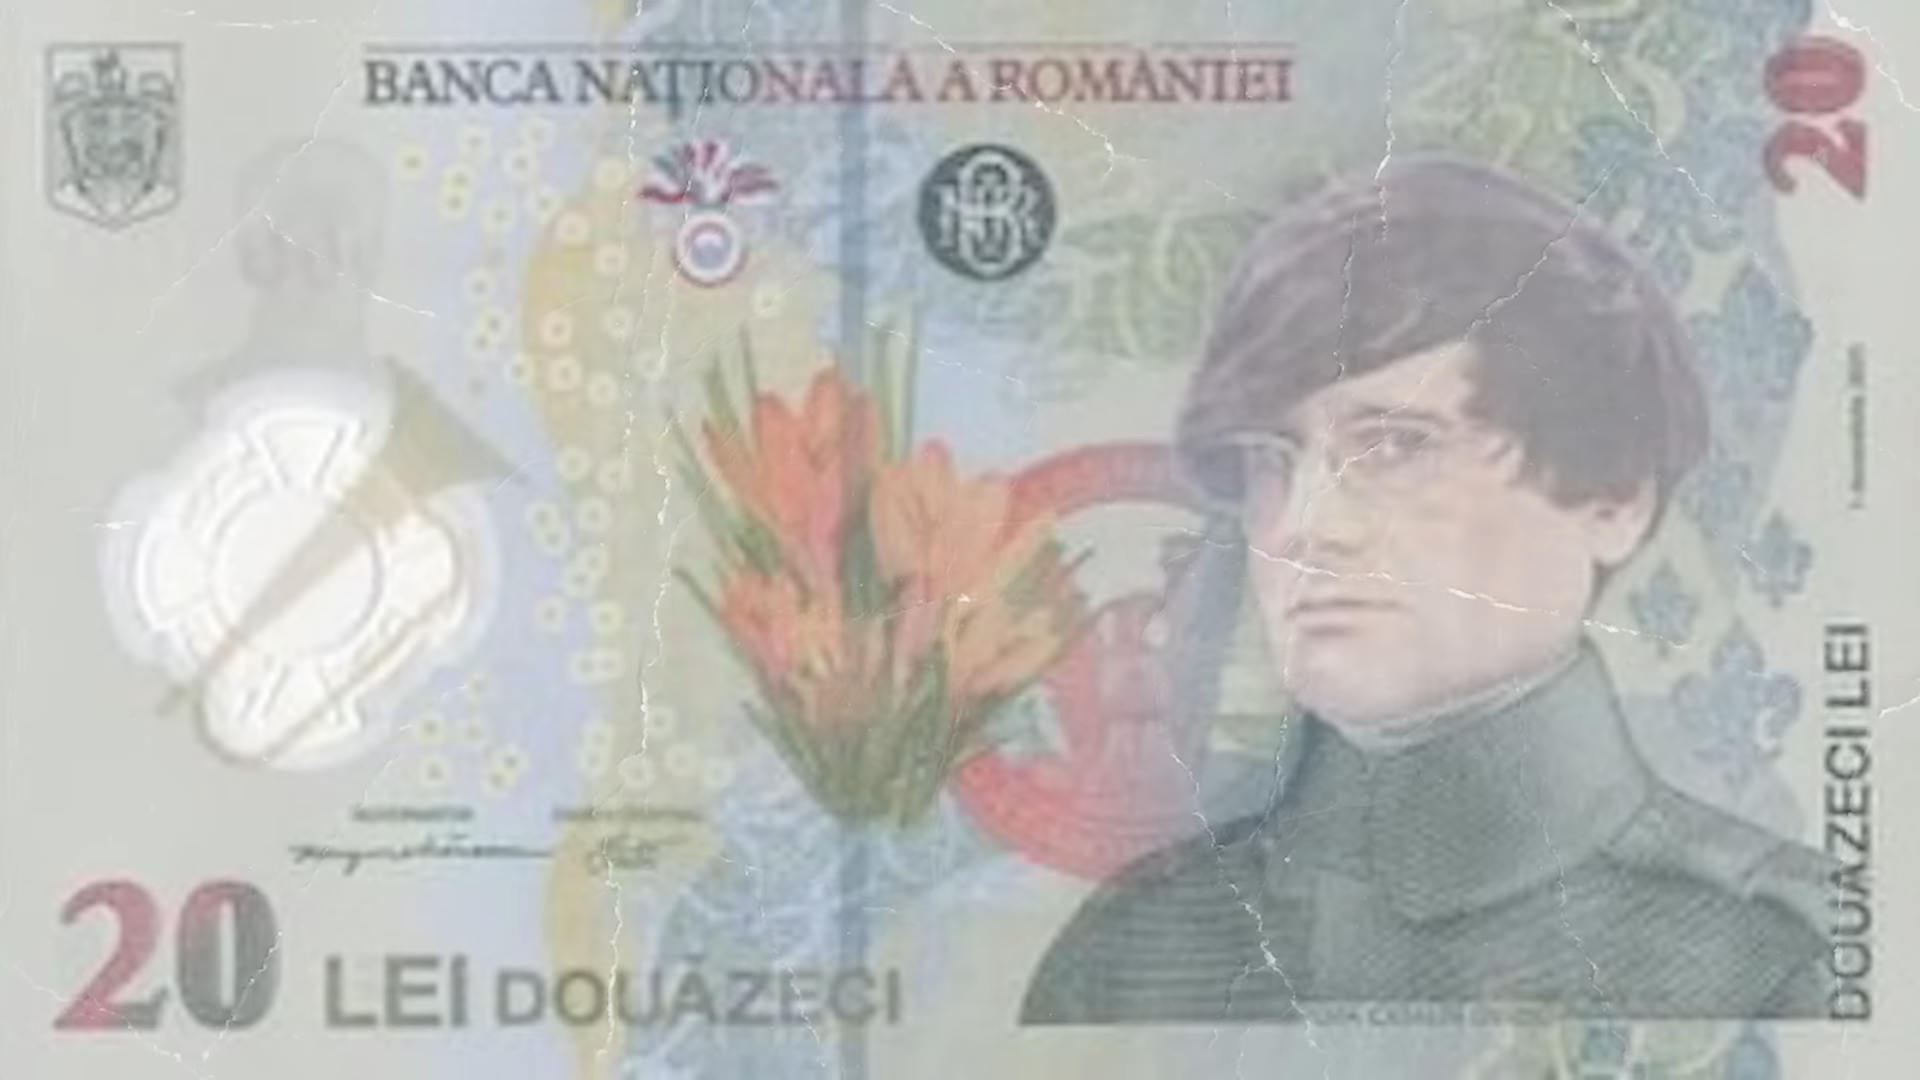 BANCA NAȚIONALĂ A ROMÂNIEI
20
20
LEI DOUĂZECI
DOUĂZECI LEI